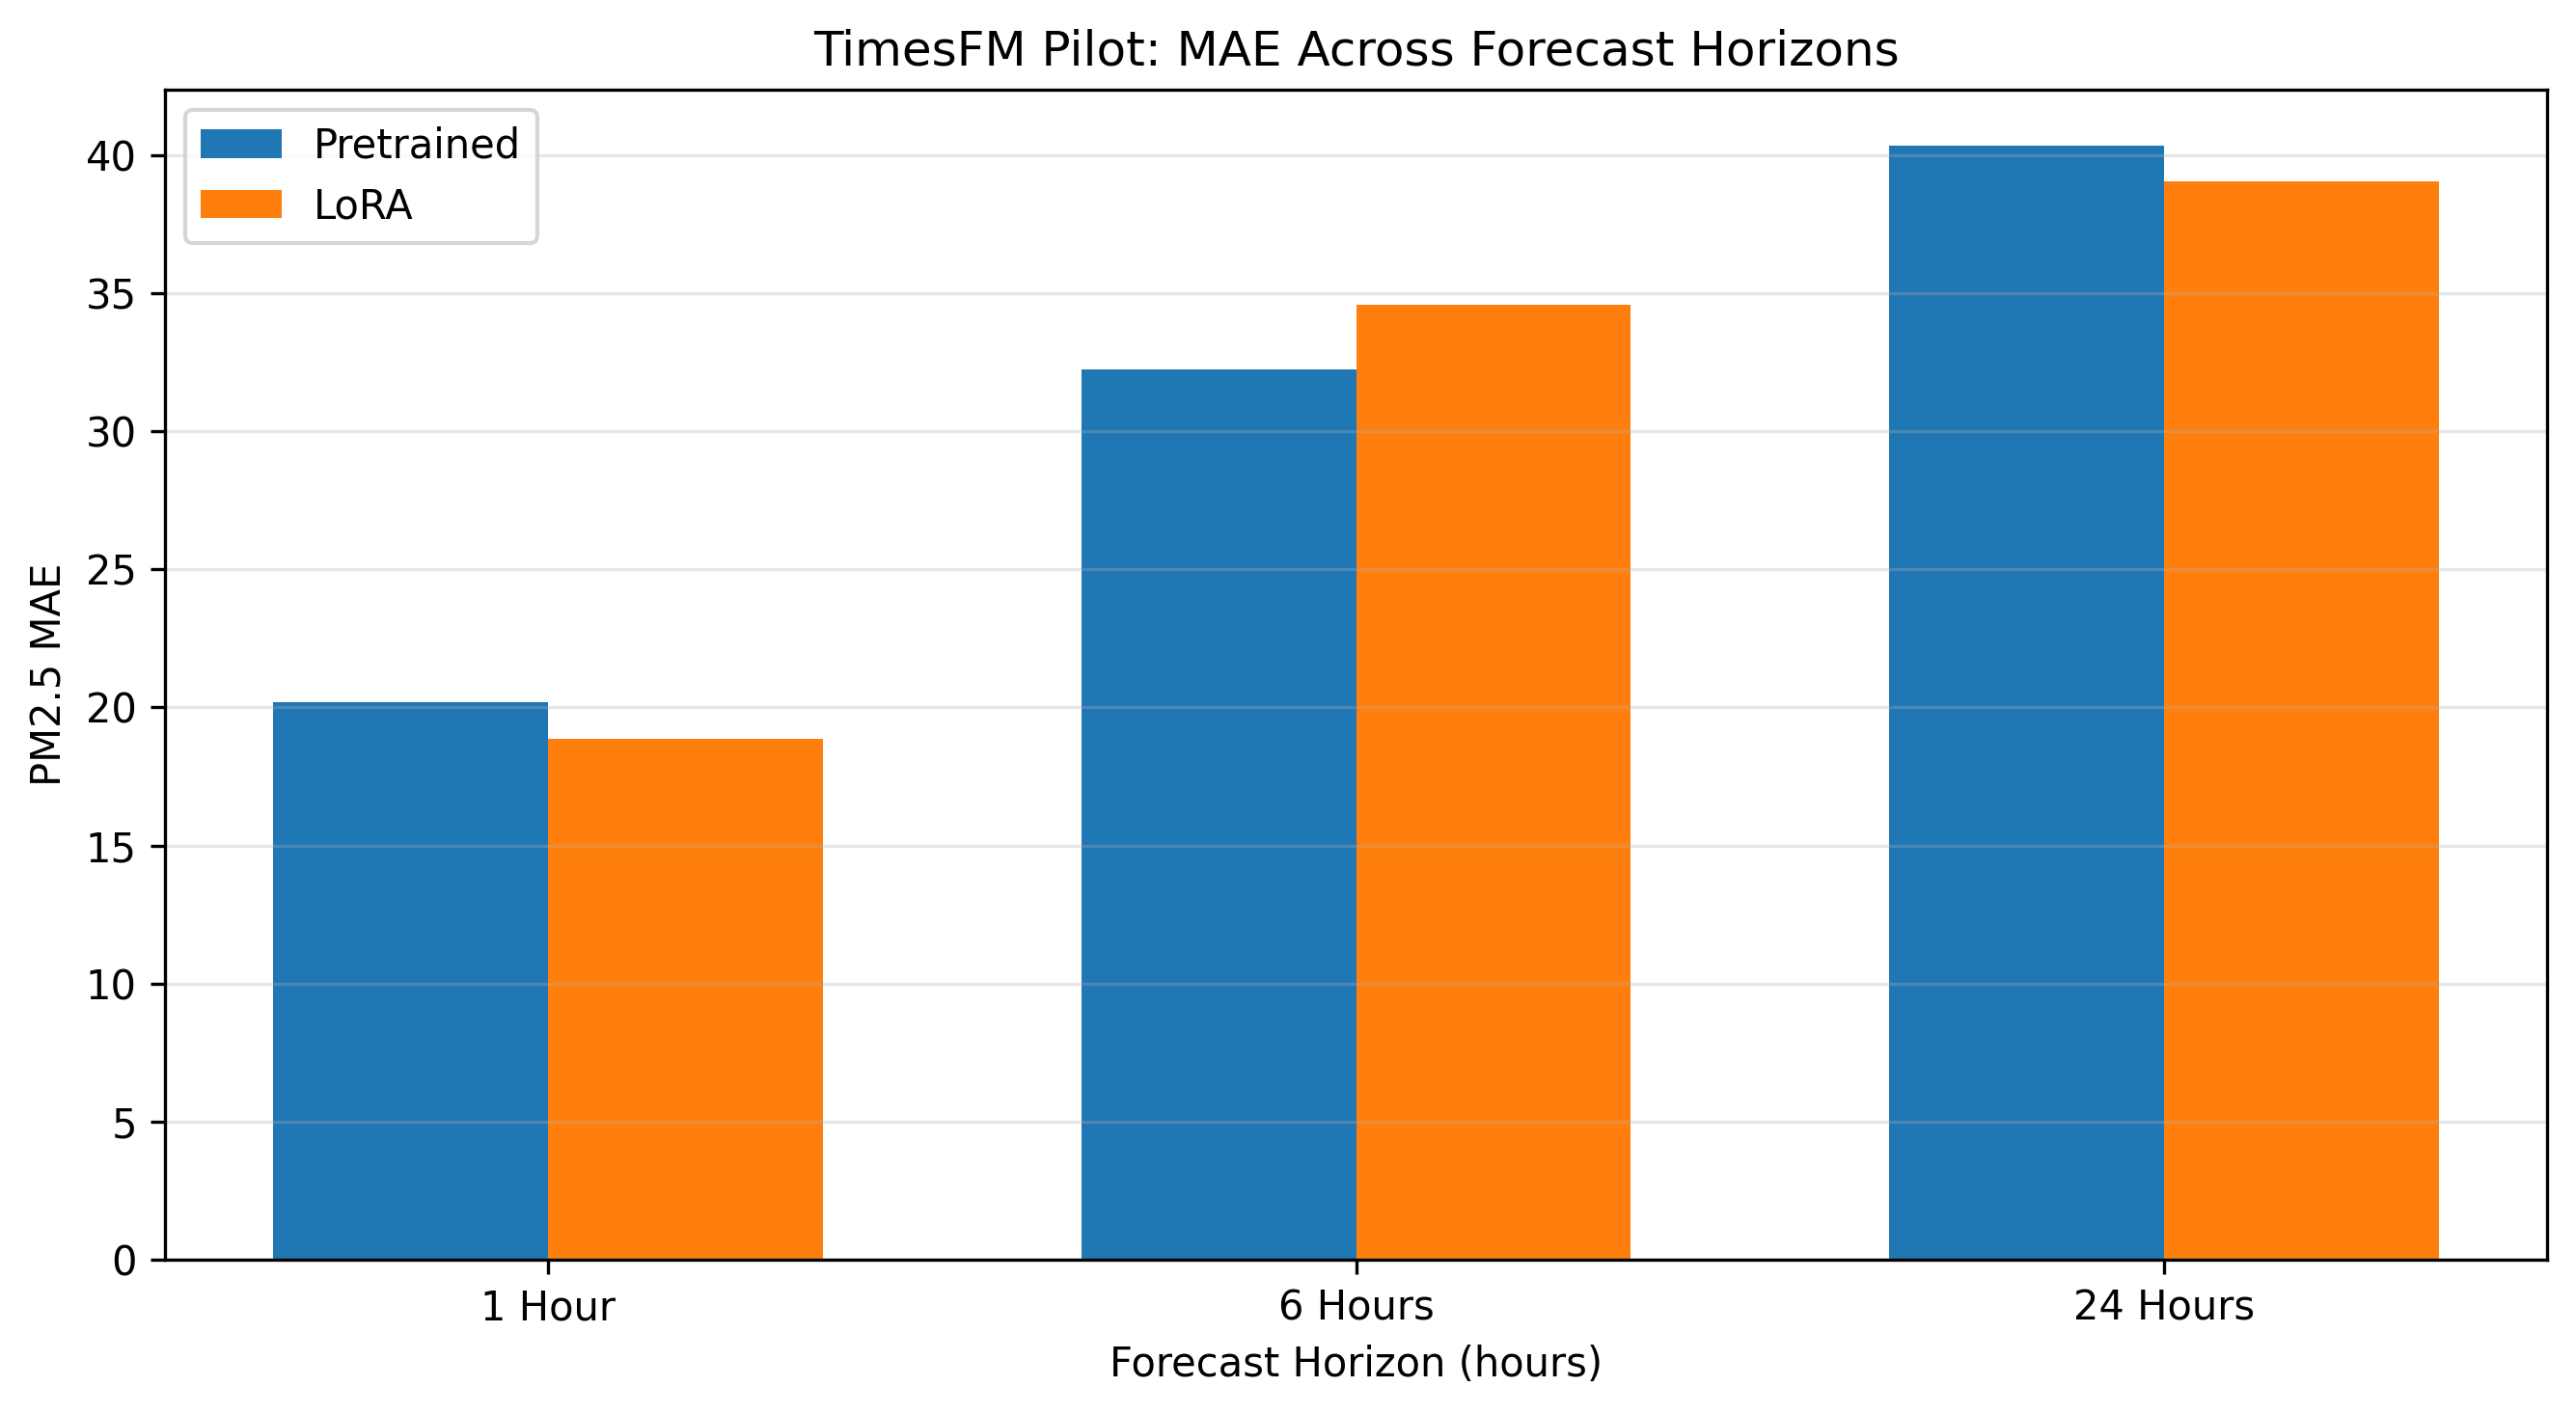 TimesFM Pilot: MAE Across Forecast Horizons
Pretrained
LoRA
PM2.5 MAE
40
35
30
25
20
15
10
5
0
1 Hour
6 Hours
24 Hours
Forecast Horizon (hours)